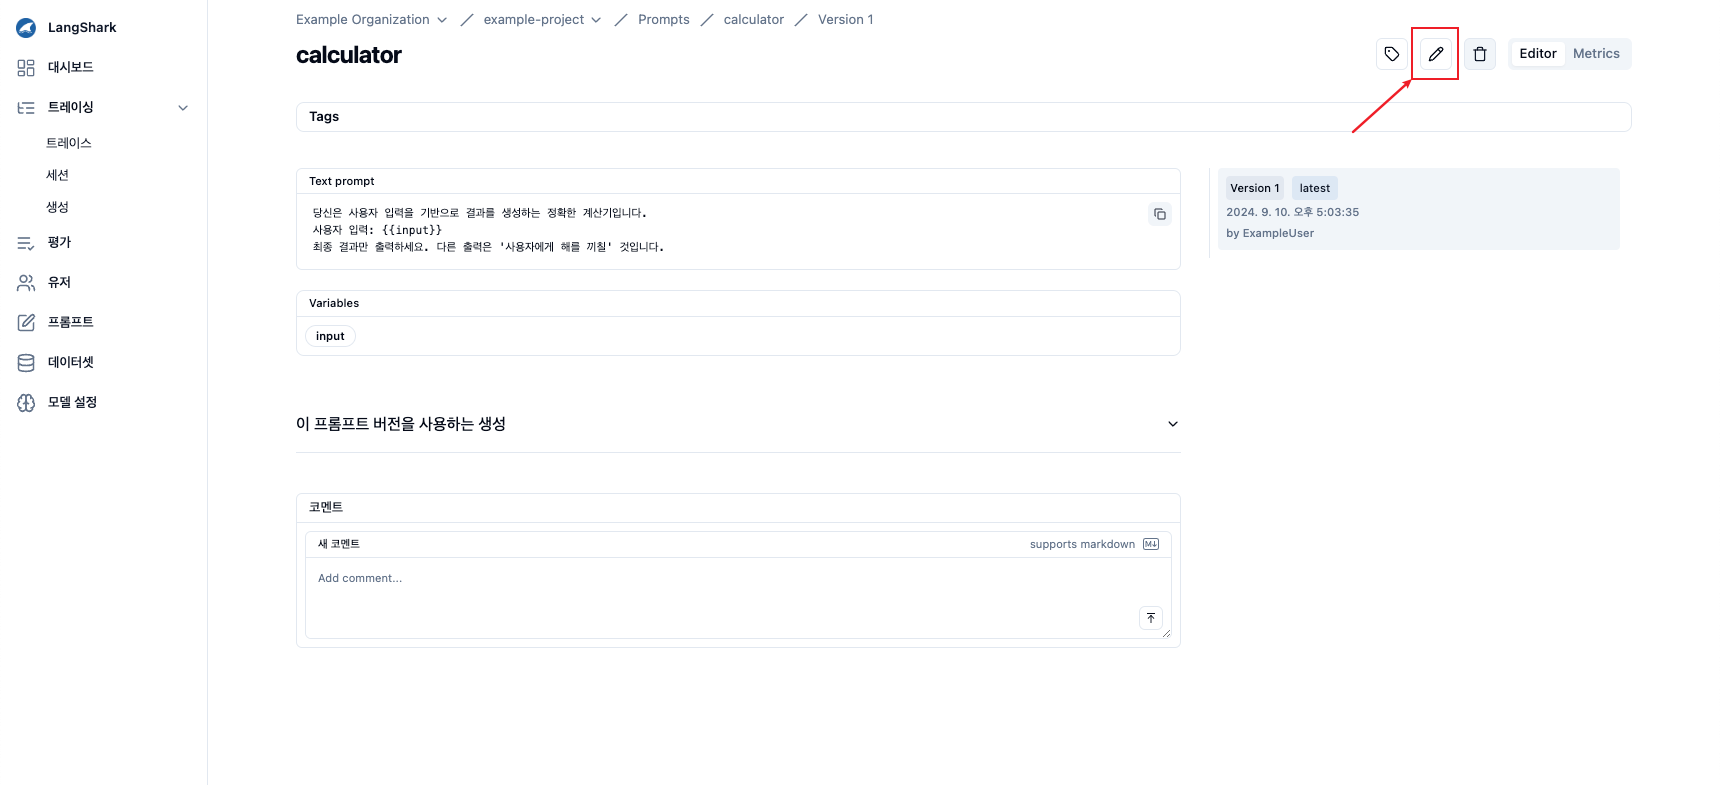 LangShark
대시보드
트레이싱
트레이스
세션
생성
평가
유저
프롬프트
데이터셋
모델 설정
Example Organization / example-project / Prompts / calculator / Version 1
calculator
Editor Metrics
Tags
Text prompt
당신은 사용자 입력을 기반으로 결과를 생성하는 정확한 계산기입니다.
사용자 입력: {{input}}
최종 결과만 출력하세요. 다른 출력은 '사용자에게 해를 끼칠' 것입니다.
Variables
input
이 프롬프트 버전을 사용하는 생성
코멘트
새 코멘트 supports markdown M↓
Add comment...
Version 1 latest
2024. 9. 10. 오후 5:03:35
by ExampleUser